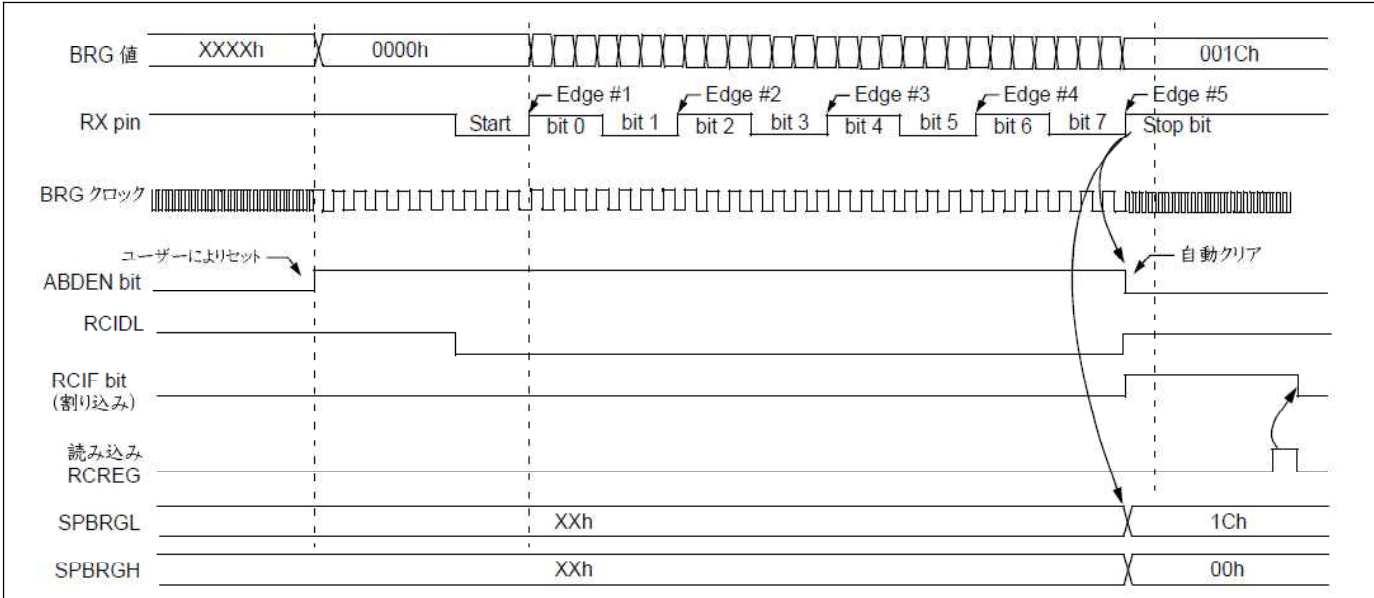 BRG 値
XXXXh
0000h
001Ch
RX pin
Start
Edge #1
bit 0
bit 1
Edge #2
bit 2
bit 3
Edge #3
bit 4
bit 5
Edge #4
bit 6
bit 7
Edge #5
Stop bit
BRG クロック
ユーザーによりセット
自動クリア
ABDEN bit
RCIDL
RCIF bit
(割り込み)
読み込み
RCREG
SPBRGL
XXh
1Ch
SPBRGH
XXh
00h